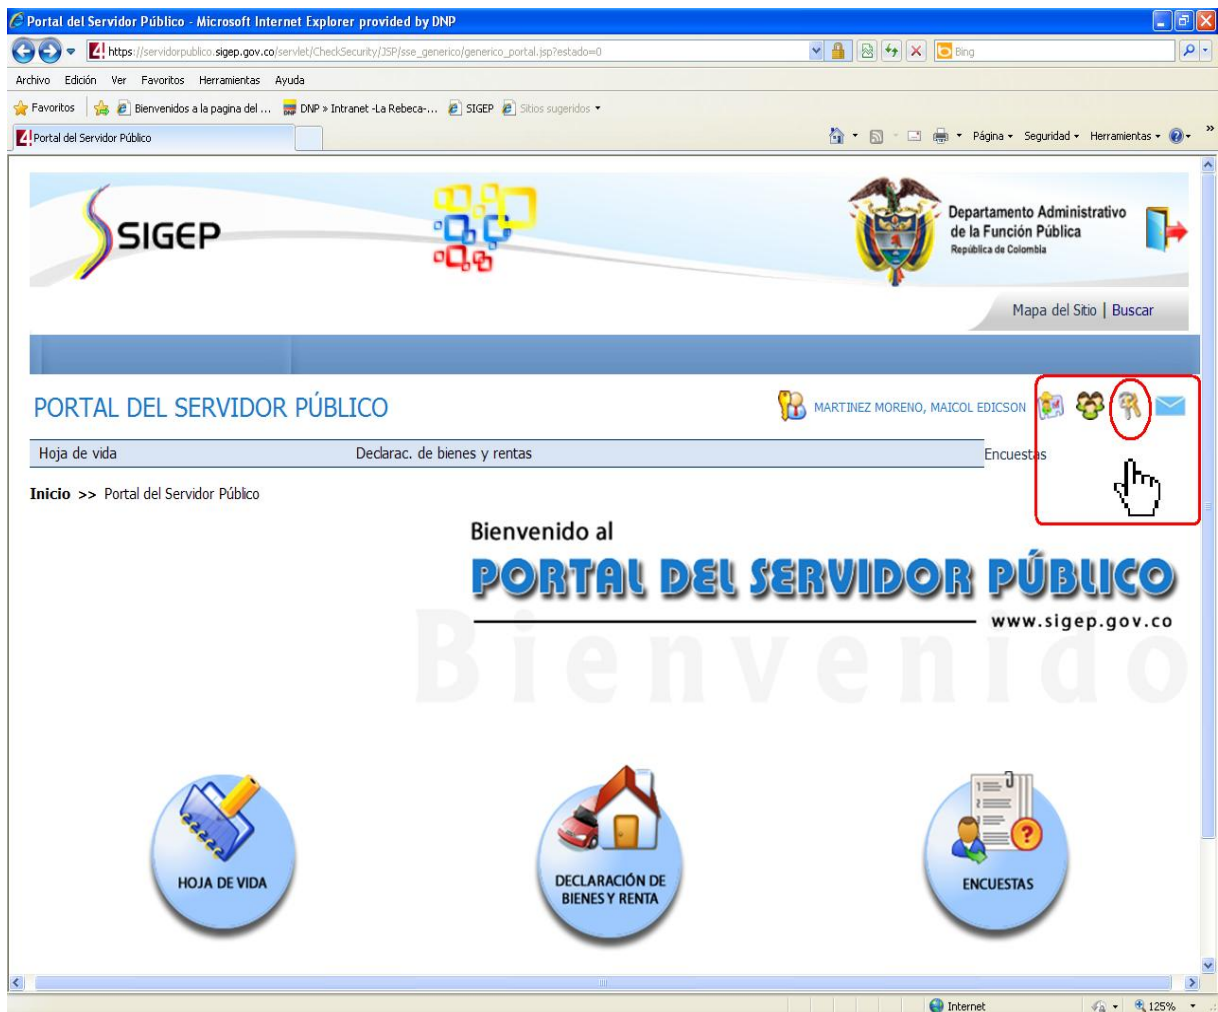 Portal del Servidor Público - Microsoft Internet Explorer provided by DNP
https://servidorpublico.sigep.gov.co/servlet/CheckSecurity/JSP/sse_generico/generico_portal.jsp?estado=0
Bing
Archivo Edición Ver Favoritos Herramientas Ayuda
Favoritos Bienvenidos a la pagina del ... DNP » Intranet -La Rebeca-... SIGEP Sitios sugeridos
Portal del Servidor Público
Página Seguridad Herramientas »
SIGEP
Departamento Administrativo
de la Función Pública
República de Colombia
Mapa del Sitio | Buscar
PORTAL DEL SERVIDOR PÚBLICO
MARTINEZ MORENO, MAICOL EDICSON
Hoja de vida Declarac. de bienes y rentas Encuestas
Inicio >> Portal del Servidor Público
Bienvenido al
PORTAL DEL SERVIDOR PÚBLICO
www.sigep.gov.co
Bienvenido
HOJA DE VIDA
DECLARACIÓN DE
BIENES Y RENTA
ENCUESTAS
Internet 125%